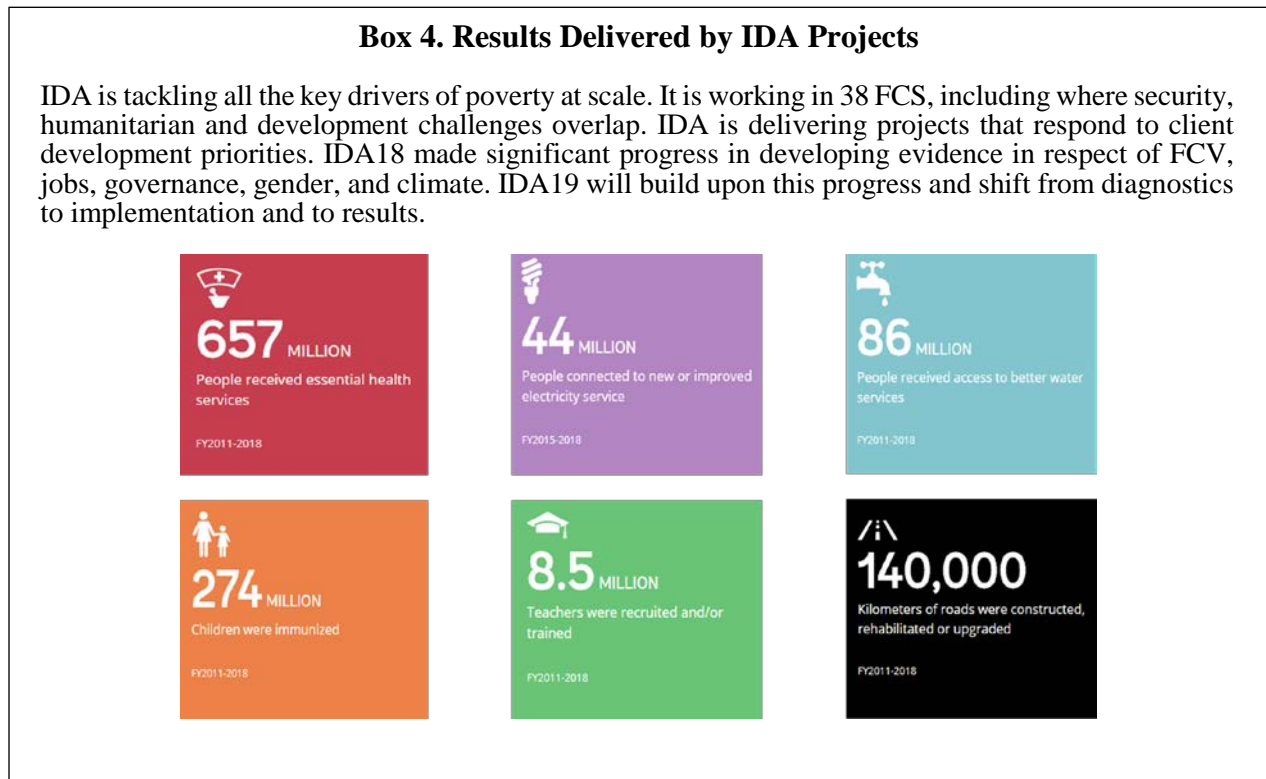 Box 4. Results Delivered by IDA Projects
IDA is tackling all the key drivers of poverty at scale. It is working in 38 FCS, including where security,
humanitarian and development challenges overlap. IDA is delivering projects that respond to client
development priorities. IDA18 made significant progress in developing evidence in respect of FCV,
jobs, governance, gender, and climate. IDA19 will build upon this progress and shift from diagnostics
to implementation and to results.
657 MILLION
People received essential health
services
FY2011-2018
44 MILLION
People connected to new or improved
electricity service
FY2015-2018
86 MILLION
People received access to better water
services
FY2011-2018
274 MILLION
Children were immunized
FY2011-2018
8.5 MILLION
Teachers were recruited and/or
trained
FY2011-2018
140,000
Kilometers of roads were constructed,
rehabilitated or upgraded
FY2011-2018